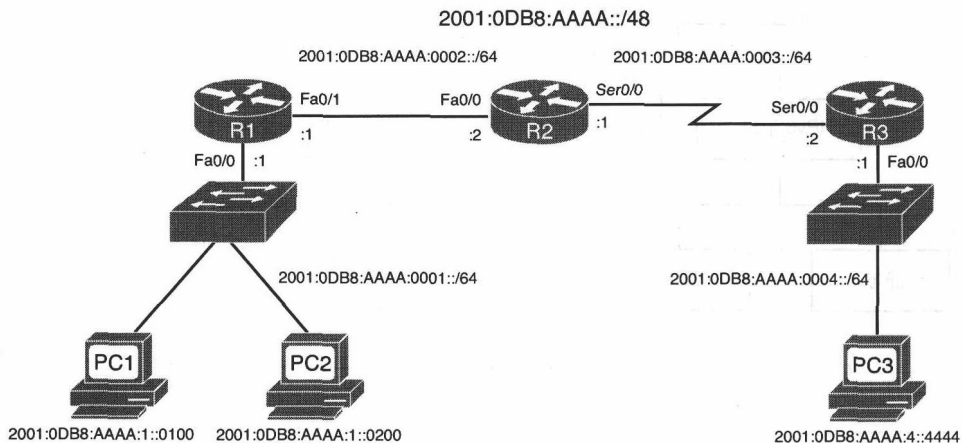 2001:0DB8:AAAA::/48
2001:0DB8:AAAA:0002::/64
2001:0DB8:AAAA:0003::/64
R1
Fa0/1
:1
Fa0/0
:2
R2
Ser0/0
:1
Ser0/0
:2
R3
Fa0/0
:1
:1
Fa0/0
2001:0DB8:AAAA:0001::/64
2001:0DB8:AAAA:0004::/64
PC1
PC2
PC3
2001:0DB8:AAAA:1::0100
2001:0DB8:AAAA:1::0200
2001:0DB8:AAAA:4::4444